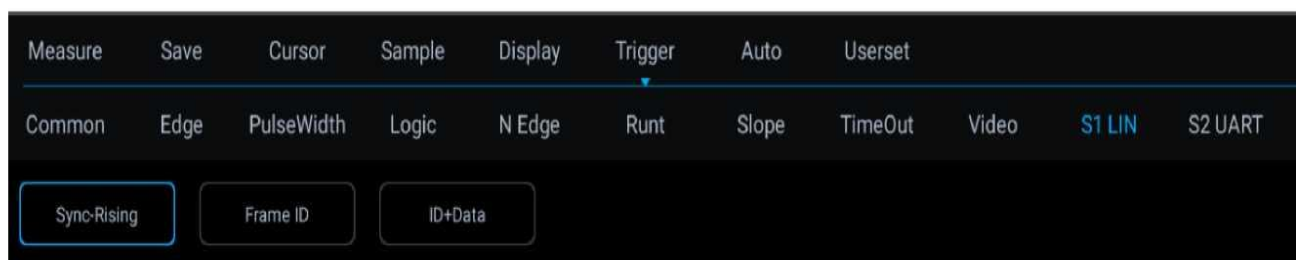 Measure Save Cursor Sample Display Trigger Auto Userset
Common Edge PulseWidth Logic N Edge Runt Slope TimeOut Video S1 LIN S2 UART
Sync-Rising Frame ID ID+Data